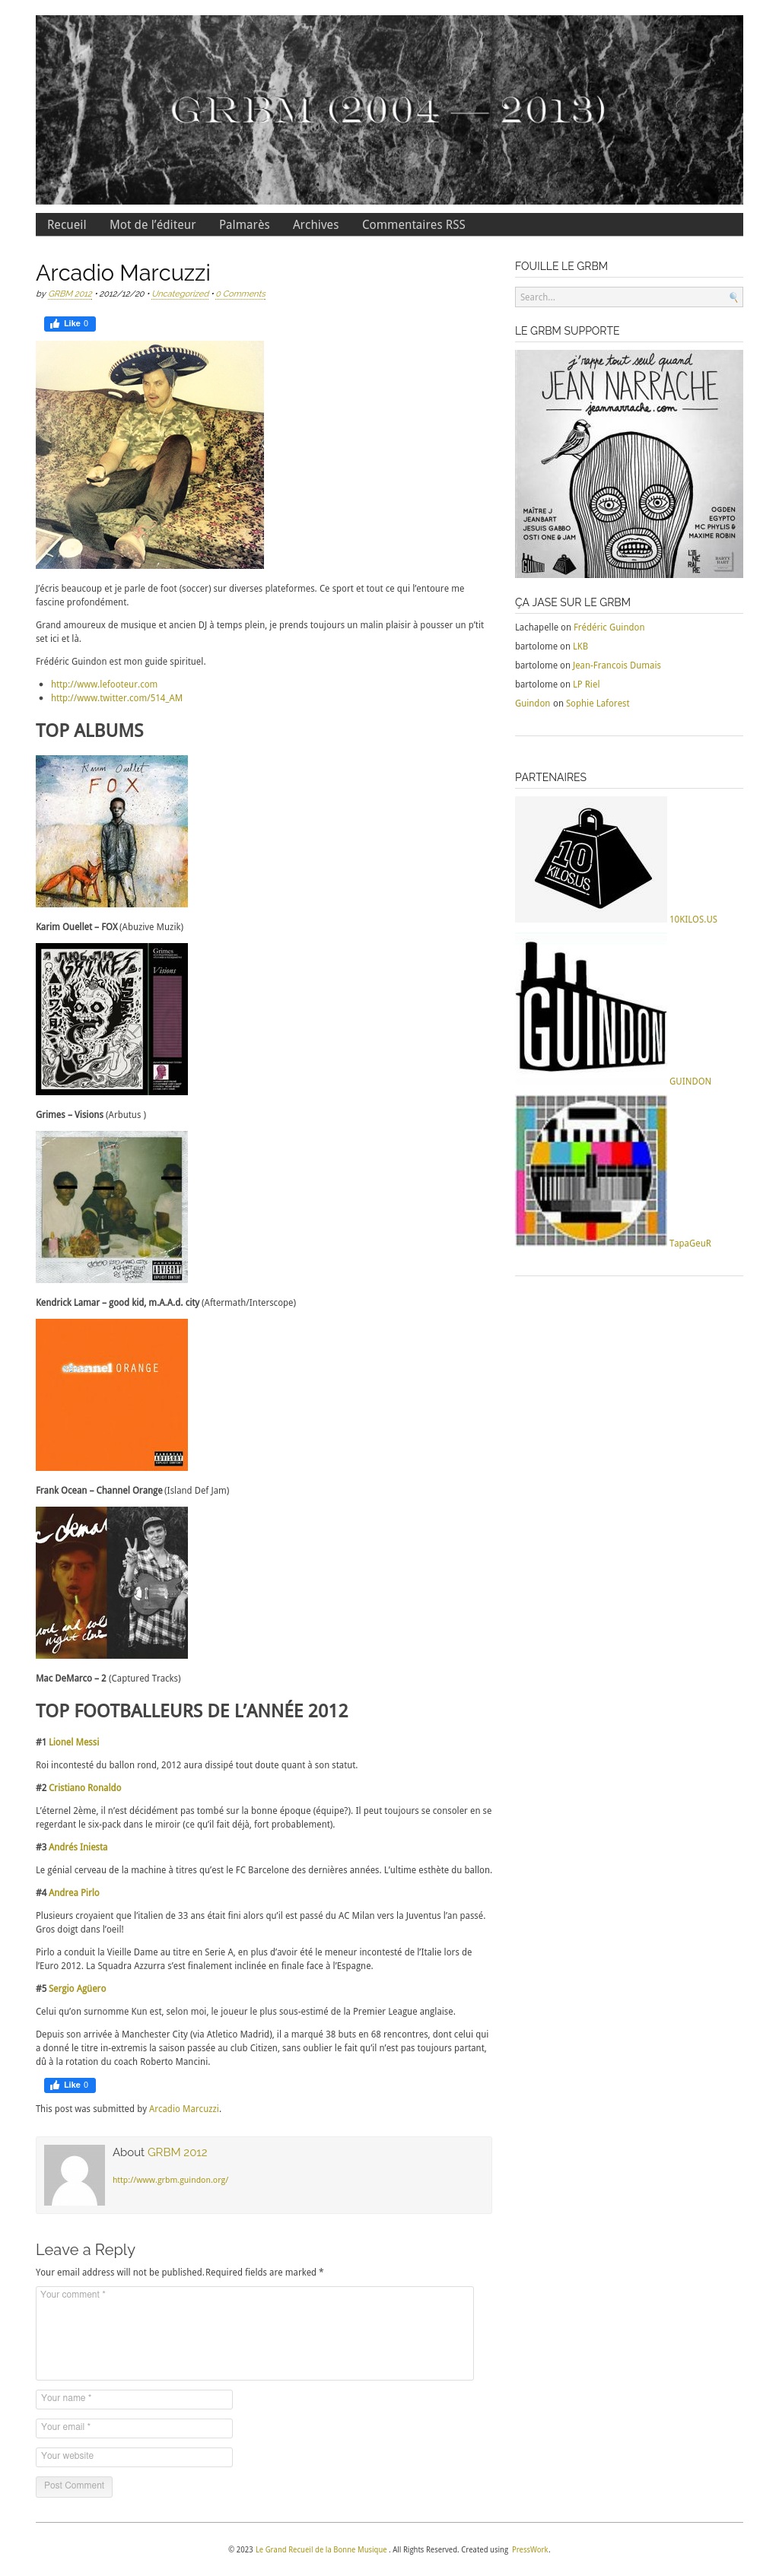 GRBM (2004 — 2013)
Recueil Mot de l'éditeur Palmarès Archives Commentaires RSS
Arcadio Marcuzzi
by GRBM 2012 • 2012/12/20 • Uncategorized • 0 Comments
Like 0
J'écris beaucoup et je parle de foot (soccer) sur diverses plateformes. Ce sport et tout ce qui l'entoure me
fascine profondément.
Grand amoureux de musique et ancien DJ à temps plein, je prends toujours un malin plaisir à pousser un p'tit
set ici et là.
Frédéric Guindon est mon guide spirituel.
http://www.lefooteur.com
http://www.twitter.com/514_AM
TOP ALBUMS
Karim Ouellet
FOX
Karim Ouellet – FOX (Abuzive Muzik)
GRIMES
Grimes
Visions
Grimes – Visions (Arbutus )
PARENTAL
ADVISORY
EXPLICIT CONTENT
Kendrick Lamar – good kid, m.A.A.d. city (Aftermath/Interscope)
channel ORANGE
PARENTAL
ADVISORY
Frank Ocean – Channel Orange (Island Def Jam)
c demar
rock and roll
night club
Mac DeMarco – 2 (Captured Tracks)
TOP FOOTBALLEURS DE L'ANNÉE 2012
#1 Lionel Messi
Roi incontesté du ballon rond, 2012 aura dissipé tout doute quant à son statut.
#2 Cristiano Ronaldo
L'éternel 2ème, il n'est décidément pas tombé sur la bonne époque (équipe?). Il peut toujours se consoler en se
regerdant le six-pack dans le miroir (ce qu'il fait déjà, fort probablement).
#3 Andrés Iniesta
Le génial cerveau de la machine à titres qu'est le FC Barcelone des dernières années. L'ultime esthète du ballon.
#4 Andrea Pirlo
Plusieurs croyaient que l'italien de 33 ans était fini alors qu'il est passé du AC Milan vers la Juventus l'an passé.
Gros doigt dans l'oeil!
Pirlo a conduit la Vieille Dame au titre en Serie A, en plus d'avoir été le meneur incontesté de l'Italie lors de
l'Euro 2012. La Squadra Azzurra s'est finalement inclinée en finale face à l'Espagne.
#5 Sergio Agüero
Celui qu'on surnomme Kun est, selon moi, le joueur le plus sous-estimé de la Premier League anglaise.
Depuis son arrivée à Manchester City (via Atletico Madrid), il a marqué 38 buts en 68 rencontres, dont celui qui
a donné le titre in-extremis la saison passée au club Citizen, sans oublier le fait qu'il n'est pas toujours partant,
dû à la rotation du coach Roberto Mancini.
Like 0
This post was submitted by Arcadio Marcuzzi.
About GRBM 2012
http://www.grbm.guindon.org/
Leave a Reply
Your email address will not be published.Required fields are marked *
Your comment *
Your name *
Your email *
Your website
Post Comment
FOUILLE LE GRBM
Search...
LE GRBM SUPPORTE
j'rappe tout seul quand
JEAN NARRACHE
jeannarrache.com
MAÎTRE J
JEANBART
JESUIS GABBO
OSTI ONE & JAM
OGDEN
EGYPTO
MC PHYLIS &
MAXIME ROBIN
ÇA JASE SUR LE GRBM
Lachapelle on Frédéric Guindon
bartolome on LKB
bartolome on Jean-Francois Dumais
bartolome on LP Riel
Guindon on Sophie Laforest
PARTENAIRES
10
KILOS.US
10KILOS.US
GUINDON
GUINDON
TapaGeuR
© 2023 Le Grand Recueil de la Bonne Musique . All Rights Reserved. Created using PressWork.